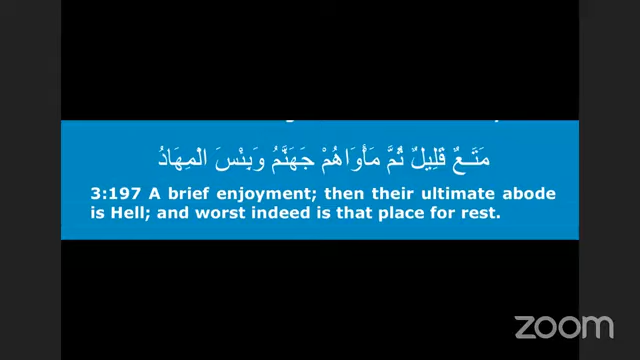 مَتَـٰعٌ قَلِيلٌ ثُمَّ مَأْوَاهُمْ جَهَنَّمُ وَبِئْسَ الْمِهَادُ
3:197 A brief enjoyment; then their ultimate abode
is Hell; and worst indeed is that place for rest.
zoom